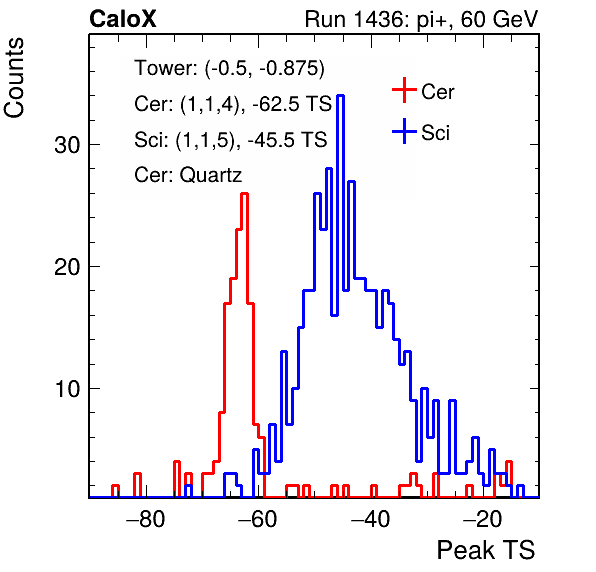 CaloX Run 1436: pi+, 60 GeV
Counts
Tower: (-0.5, -0.875)
Cer: (1,1,4), -62.5 TS
Sci: (1,1,5), -45.5 TS
Cer: Quartz
Cer
Sci
30
20
10
−80 −60 −40 −20
Peak TS